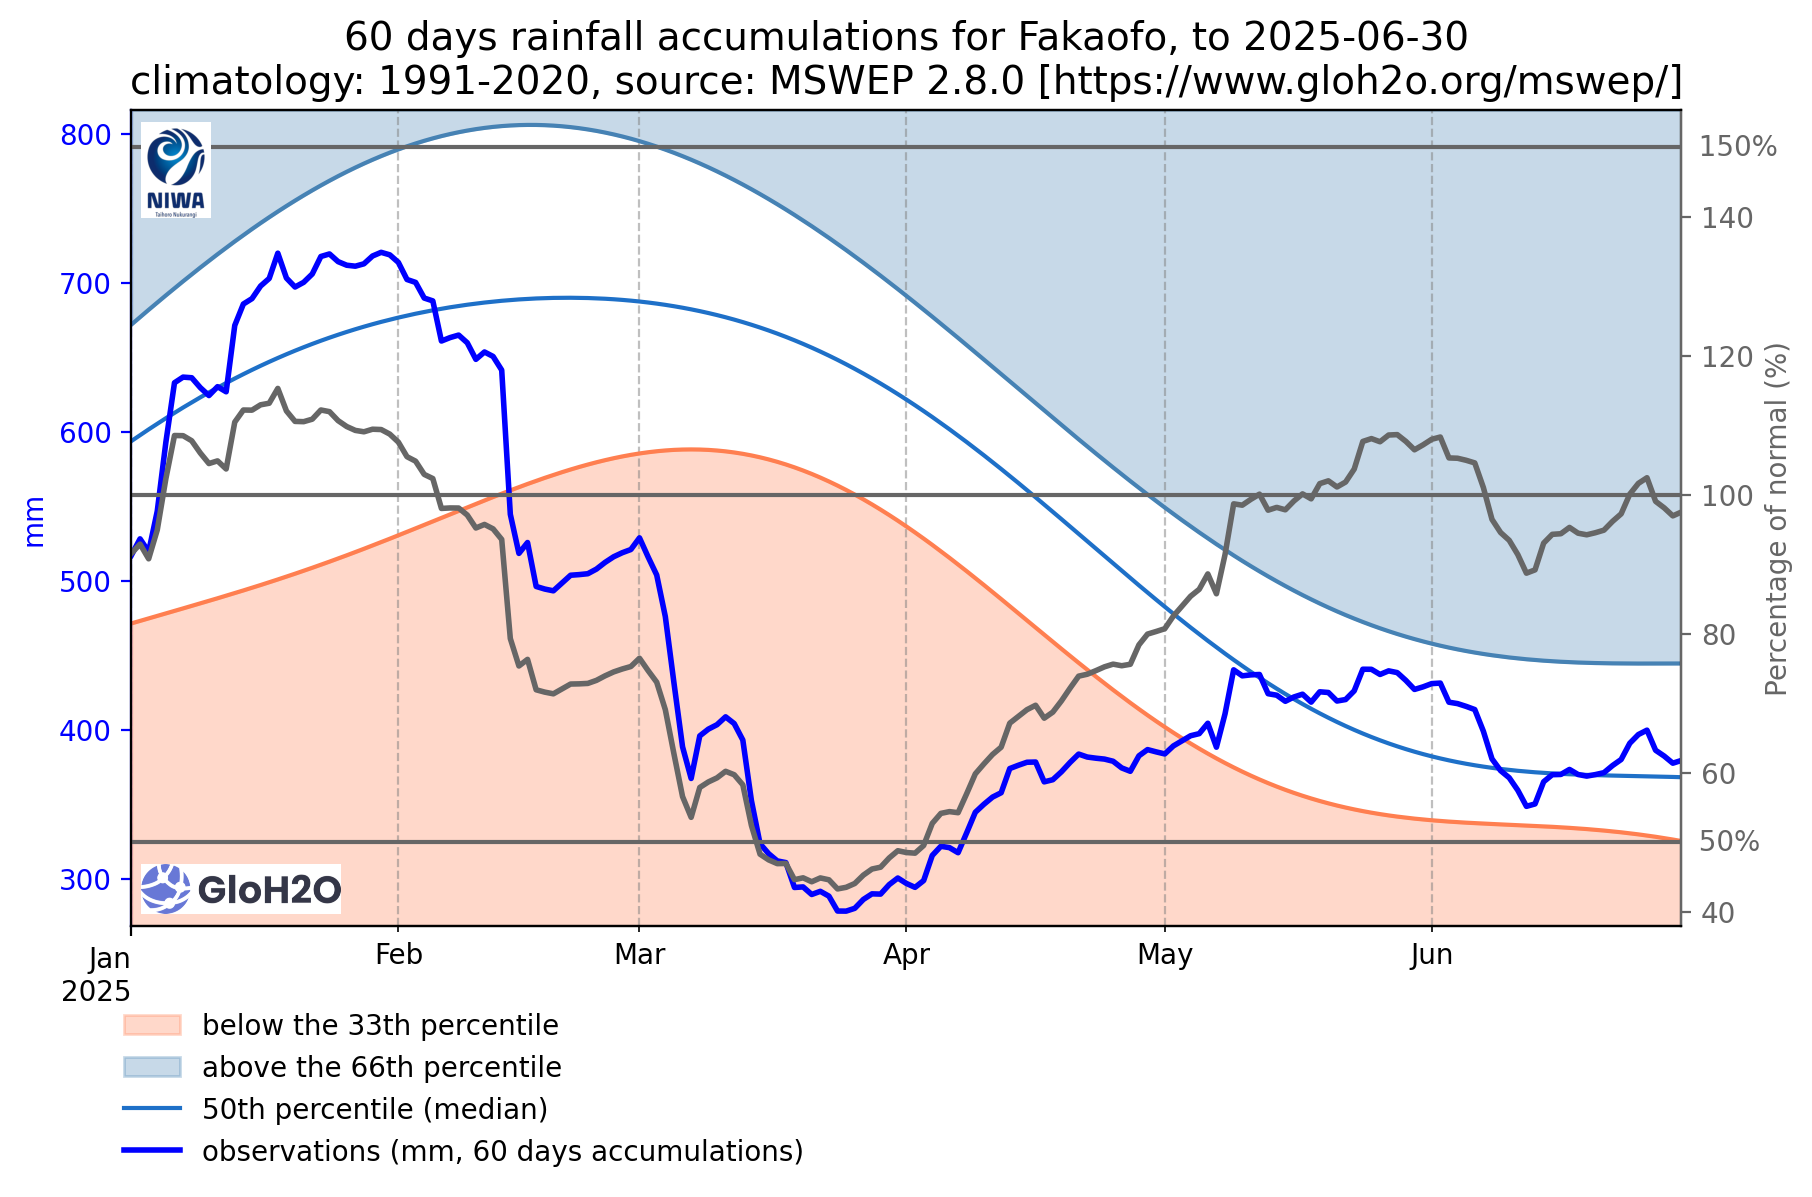 60 days rainfall accumulations for Fakaofo, to 2025-06-30
climatology: 1991-2020, source: MSWEP 2.8.0 [https://www.gloh2o.org/mswep/]
800
700
600
500
400
300
mm
NIWA
Taihoro Nukurangi
GloH2O
150%
140
120
100
80
60
50%
40
Percentage of normal (%)
Jan
2025
Feb
Mar
Apr
May
Jun
below the 33th percentile
above the 66th percentile
50th percentile (median)
observations (mm, 60 days accumulations)